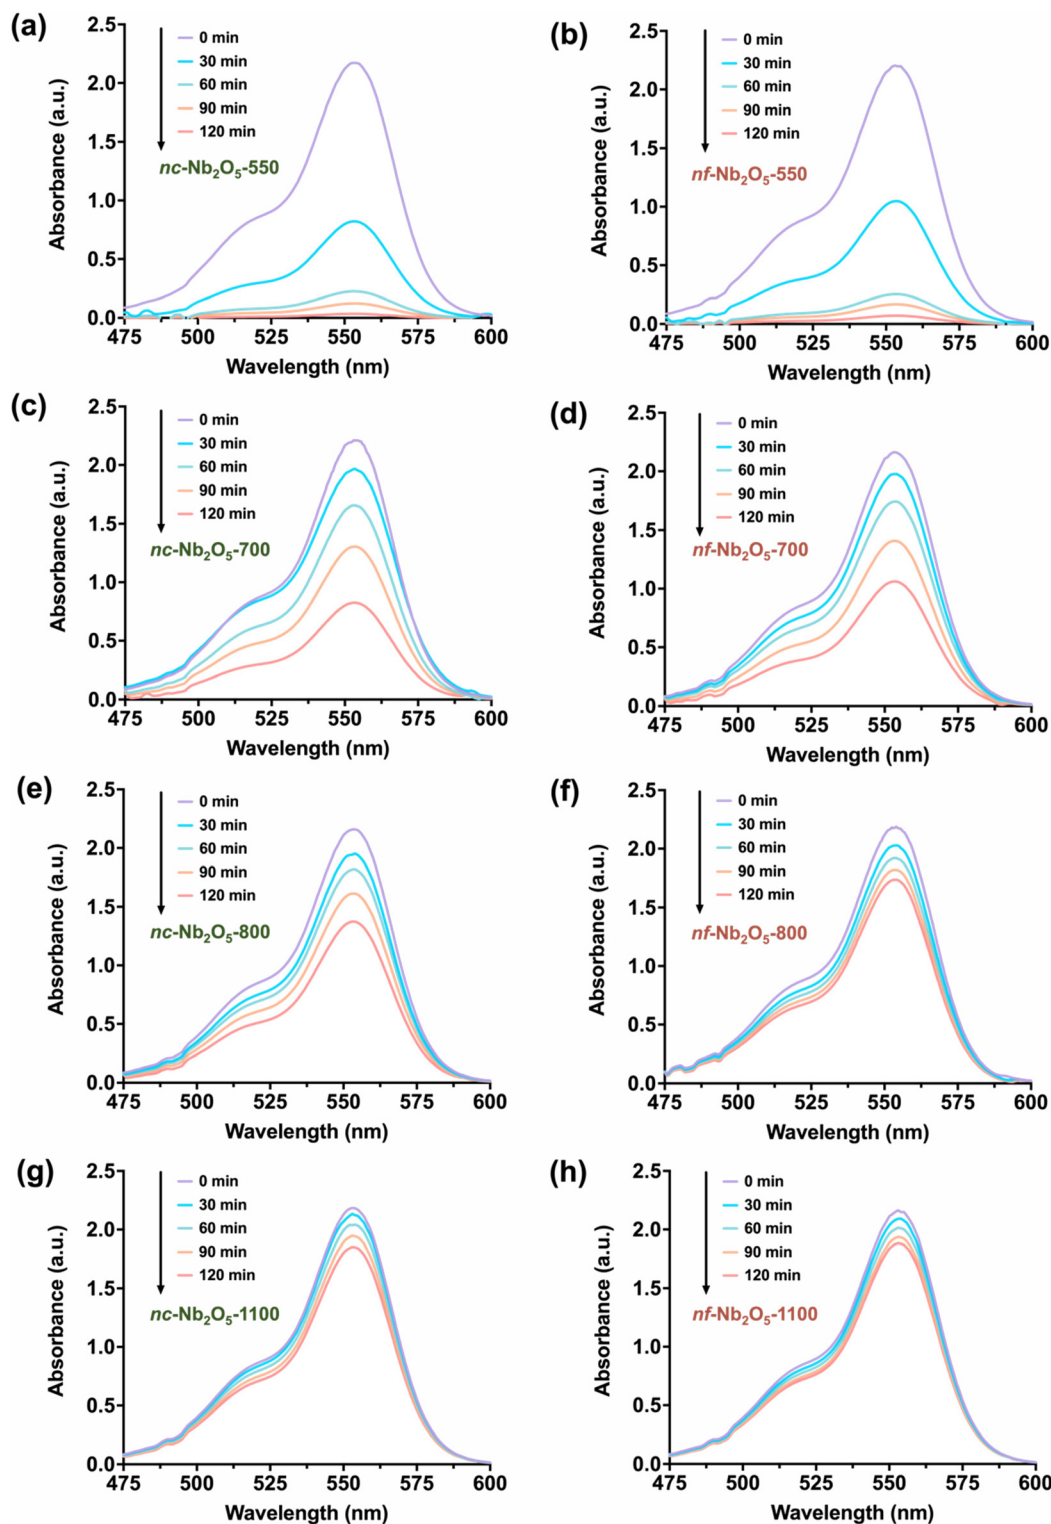 (a)
Absorbance (a.u.)
2.5
2.0
1.5
1.0
0.5
0.0
0 min
30 min
60 min
90 min
120 min
nc-Nb₂O₅-550
475 500 525 550 575 600
Wavelength (nm)
(b)
Absorbance (a.u.)
2.5
2.0
1.5
1.0
0.5
0.0
0 min
30 min
60 min
90 min
120 min
nf-Nb₂O₅-550
475 500 525 550 575 600
Wavelength (nm)
(c)
Absorbance (a.u.)
2.5
2.0
1.5
1.0
0.5
0.0
0 min
30 min
60 min
90 min
120 min
nc-Nb₂O₅-700
475 500 525 550 575 600
Wavelength (nm)
(d)
Absorbance (a.u.)
2.5
2.0
1.5
1.0
0.5
0.0
0 min
30 min
60 min
90 min
120 min
nf-Nb₂O₅-700
475 500 525 550 575 600
Wavelength (nm)
(e)
Absorbance (a.u.)
2.5
2.0
1.5
1.0
0.5
0.0
0 min
30 min
60 min
90 min
120 min
nc-Nb₂O₅-800
475 500 525 550 575 600
Wavelength (nm)
(f)
Absorbance (a.u.)
2.5
2.0
1.5
1.0
0.5
0.0
0 min
30 min
60 min
90 min
120 min
nf-Nb₂O₅-800
475 500 525 550 575 600
Wavelength (nm)
(g)
Absorbance (a.u.)
2.5
2.0
1.5
1.0
0.5
0.0
0 min
30 min
60 min
90 min
120 min
nc-Nb₂O₅-1100
475 500 525 550 575 600
Wavelength (nm)
(h)
Absorbance (a.u.)
2.5
2.0
1.5
1.0
0.5
0.0
0 min
30 min
60 min
90 min
120 min
nf-Nb₂O₅-1100
475 500 525 550 575 600
Wavelength (nm)